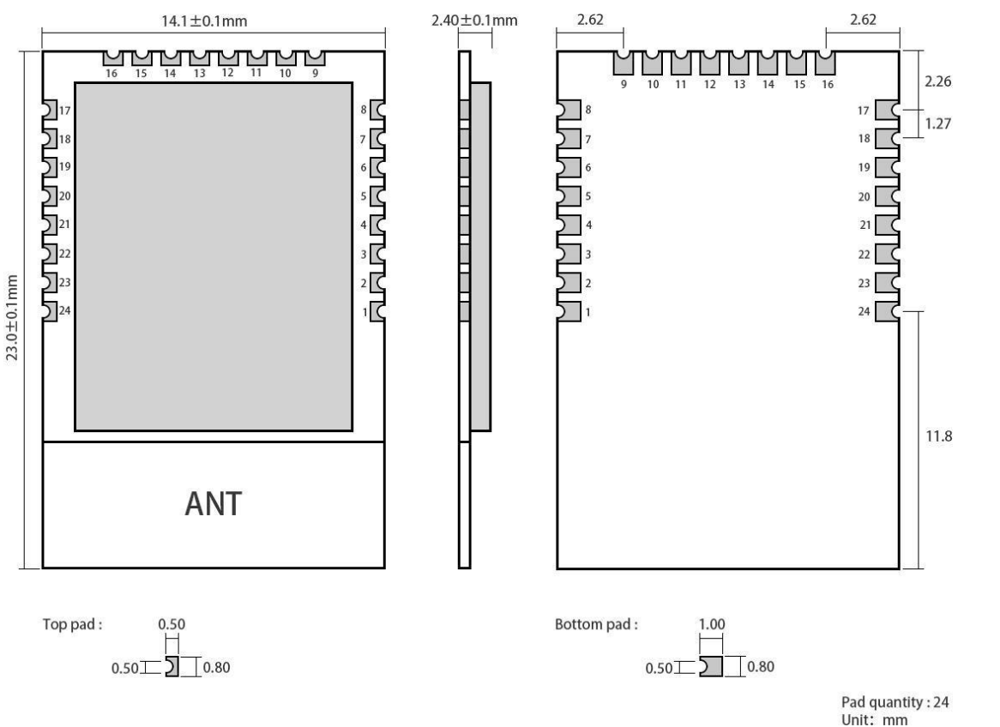 14.1±0.1mm
2.40±0.1mm
2.62
2.62
16 15 14 13 12 11 10 9
9 10 11 12 13 14 15 16
2.26
1.27
17 8
18 7
19 6
20 5
21 4
22 3
23 2
24 1
8 17
7 18
6 19
5 20
4 21
3 22
2 23
1 24
23.0±0.1mm
11.8
ANT
Top pad :
0.50
0.50
0.80
Bottom pad :
1.00
0.50
0.80
Pad quantity : 24
Unit: mm